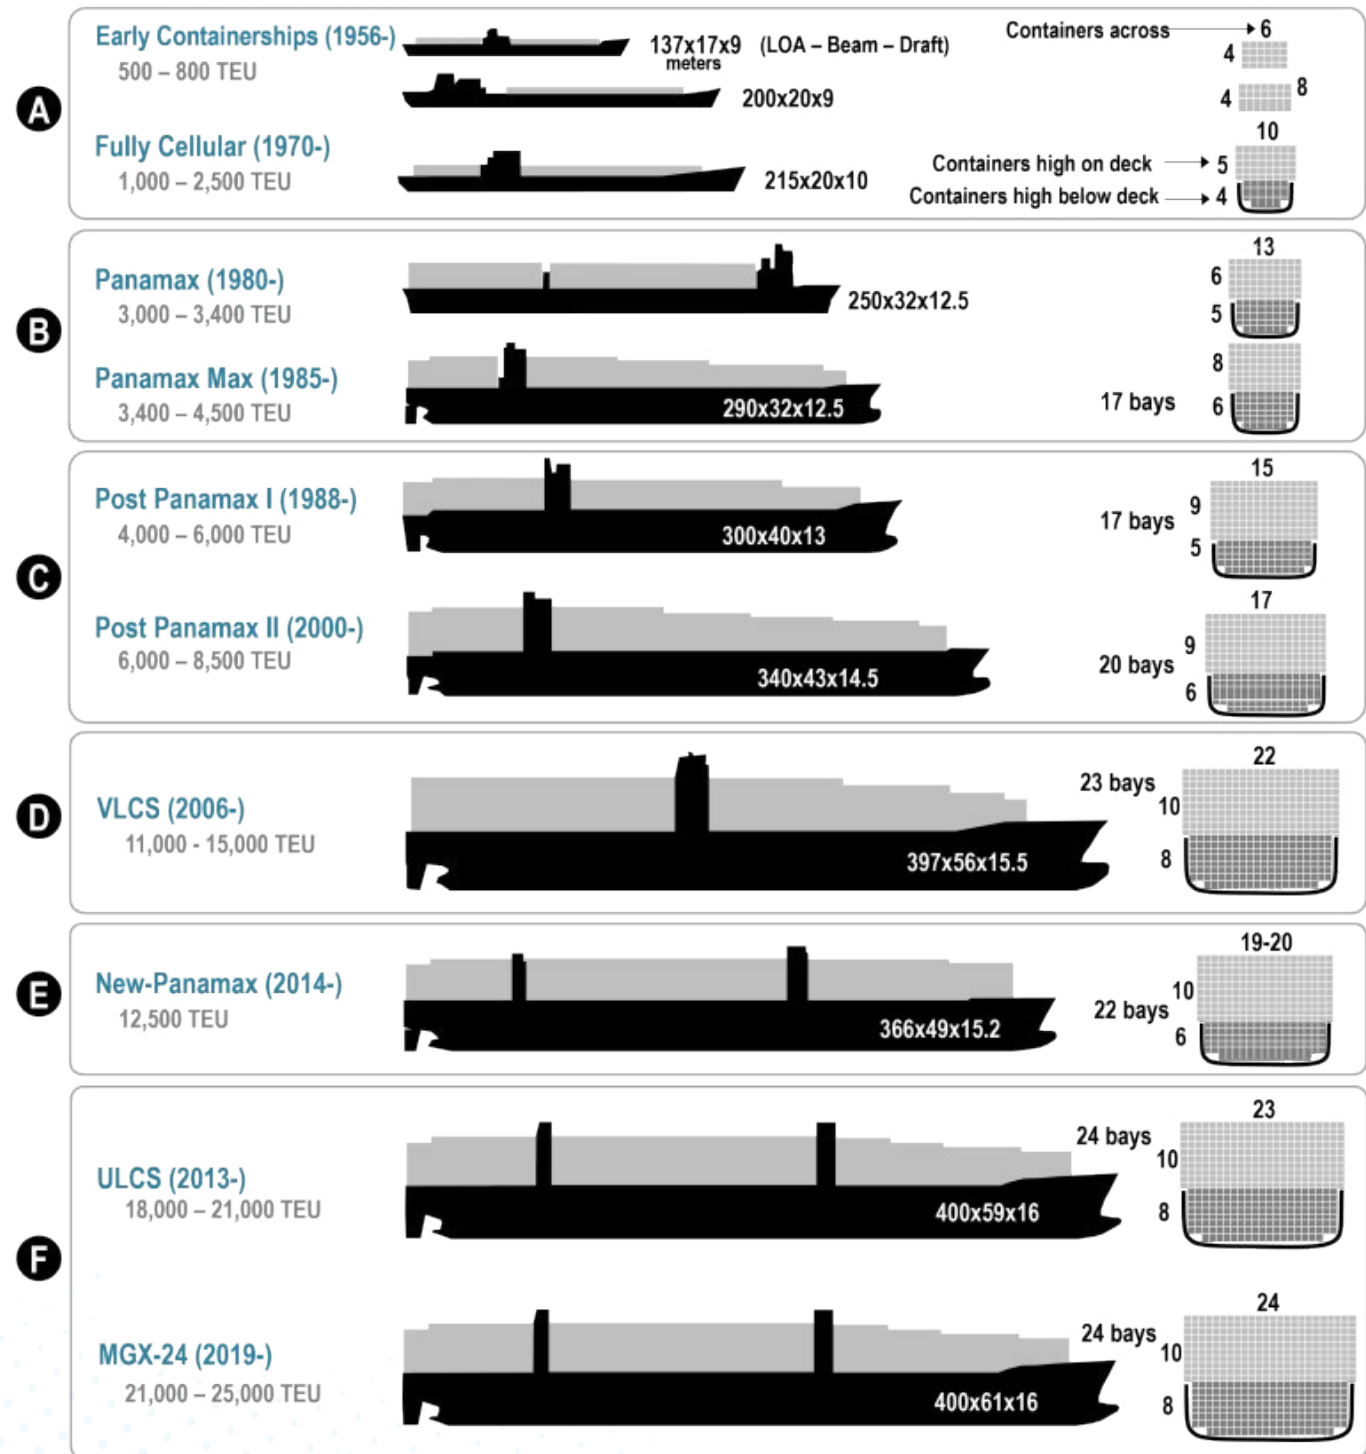 A
Early Containerships (1956-)
500 – 800 TEU
137x17x9 (LOA – Beam – Draft)
meters
Containers across
6
4
200x20x9
4
8
Fully Cellular (1970-)
1,000 – 2,500 TEU
215x20x10
10
Containers high on deck
5
Containers high below deck
4
B
Panamax (1980-)
3,000 – 3,400 TEU
250x32x12.5
13
6
5
Panamax Max (1985-)
3,400 – 4,500 TEU
290x32x12.5
17 bays
8
6
C
Post Panamax I (1988-)
4,000 – 6,000 TEU
300x40x13
17 bays
15
9
5
Post Panamax II (2000-)
6,000 – 8,500 TEU
340x43x14.5
20 bays
17
9
6
D
VLCS (2006-)
11,000 - 15,000 TEU
397x56x15.5
23 bays
22
10
8
E
New-Panamax (2014-)
12,500 TEU
366x49x15.2
22 bays
19-20
10
6
F
ULCS (2013-)
18,000 – 21,000 TEU
400x59x16
24 bays
23
10
8
MGX-24 (2019-)
21,000 – 25,000 TEU
400x61x16
24 bays
24
10
8